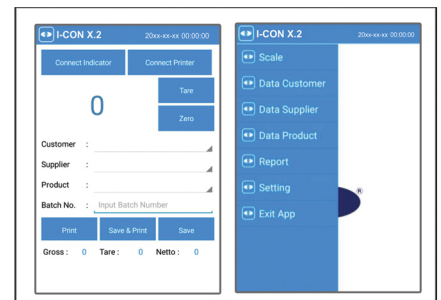 I-CON X.2 20xx-xx-xx 00:00:00
Connect Indicator Connect Printer
0 Tare
Zero
Customer :
Supplier :
Product :
Batch No. : Input Batch Number
Print Save & Print Save
Gross : 0 Tare : 0 Netto : 0
I-CON X.2 20xx-xx-xx 00:00:00
Scale
Data Customer
Data Supplier
Data Product
Report
Setting
Exit App
®